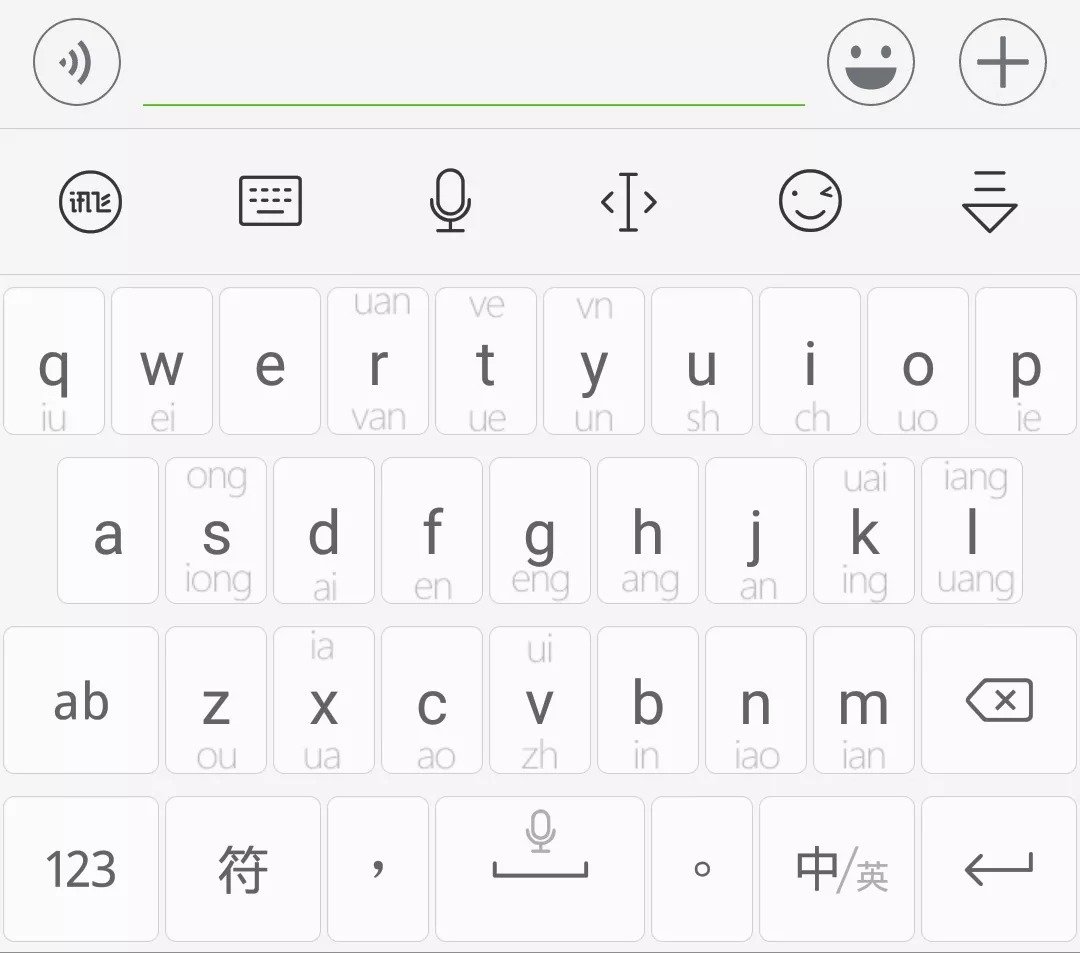 讯飞
uan ve vn
q w e r t y u i o p
iu ei van ue un sh ch uo ie
ong uai iang
a s d f g h j k l
iong ai en eng ang an ing uang
ia ui
ab z x c v b n m
ou ua ao zh in iao ian
123 符 , 。 中/英